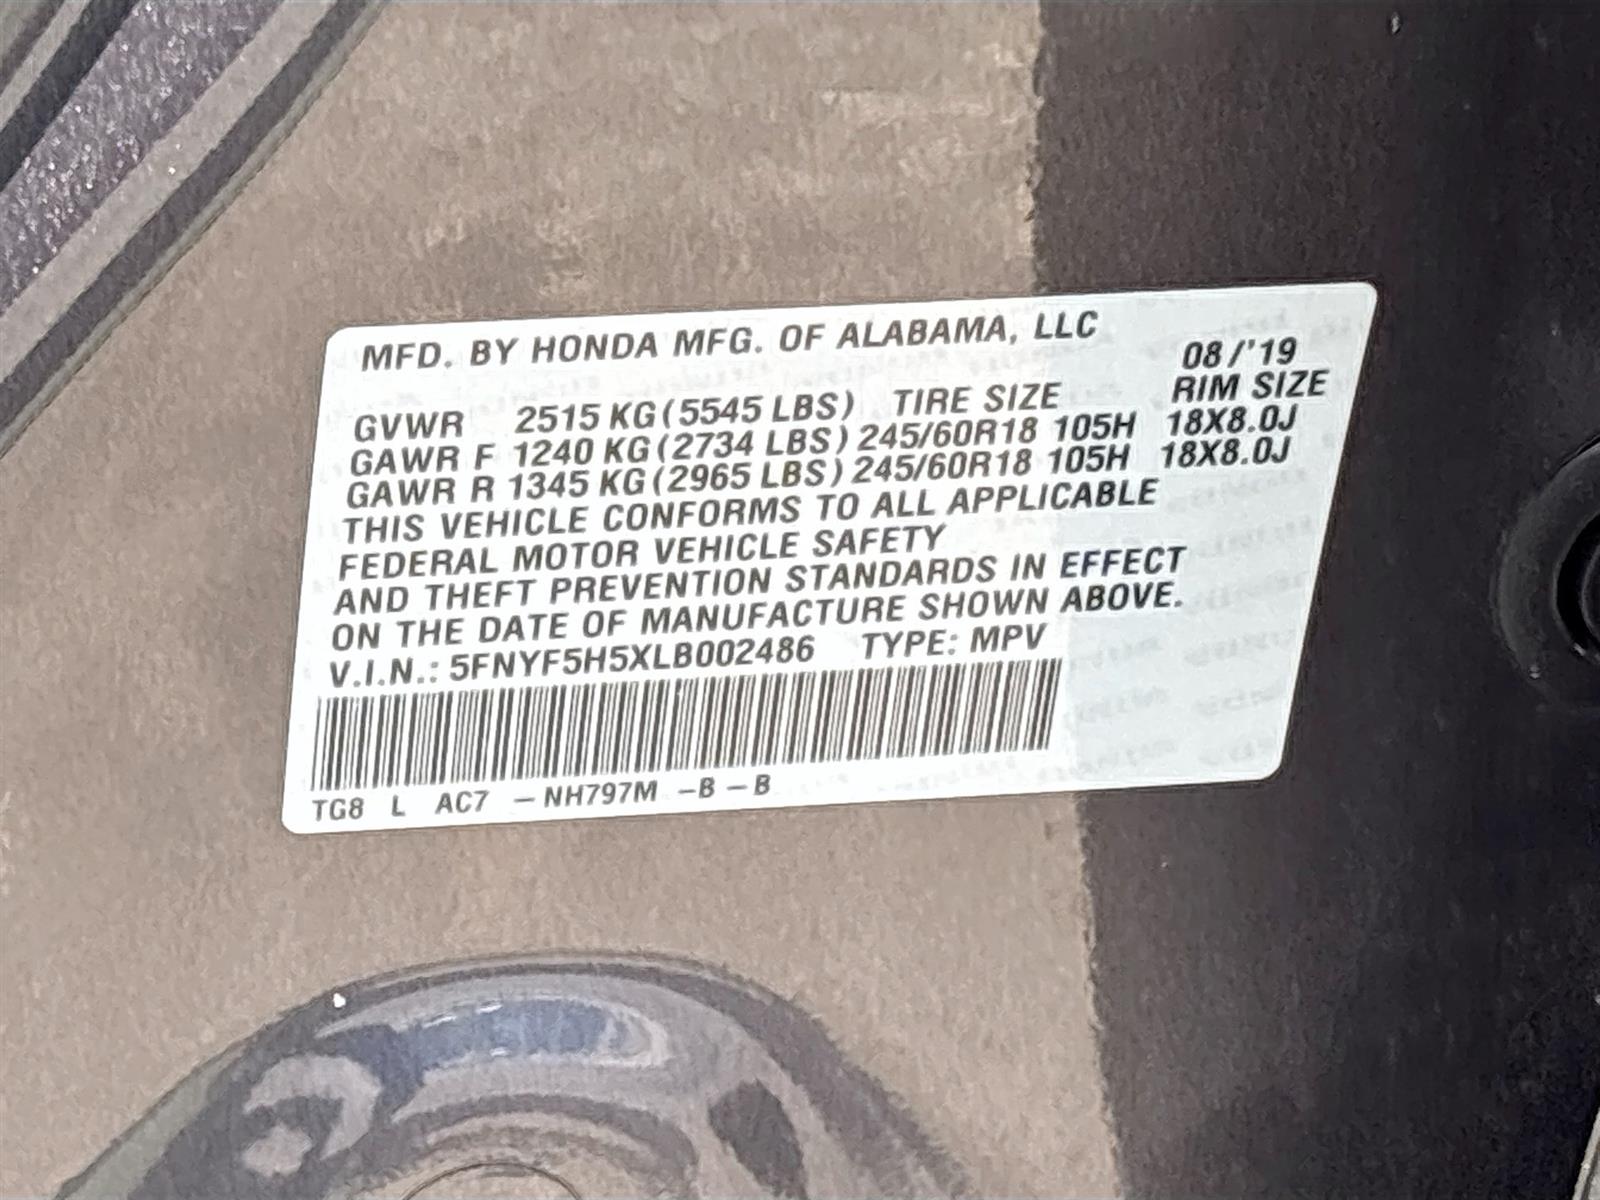 MFD. BY HONDA MFG. OF ALABAMA, LLC
08/'19
GVWR 2515 KG (5545 LBS) TIRE SIZE RIM SIZE
GAWR F 1240 KG (2734 LBS) 245/60R18 105H 18X8.0J
GAWR R 1345 KG (2965 LBS) 245/60R18 105H 18X8.0J
THIS VEHICLE CONFORMS TO ALL APPLICABLE
FEDERAL MOTOR VEHICLE SAFETY
AND THEFT PREVENTION STANDARDS IN EFFECT
ON THE DATE OF MANUFACTURE SHOWN ABOVE.
V.I.N.: 5FNYF5H5XLB002486 TYPE: MPV
TG8 L AC7 –NH797M –B –B